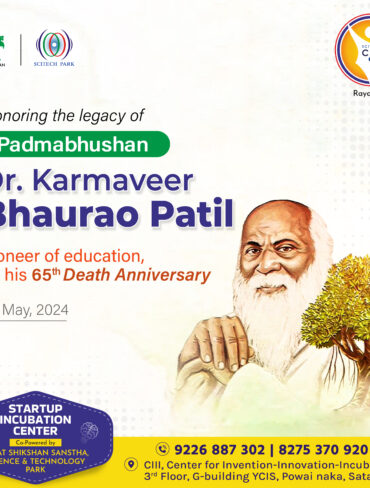 SCITECH PARK
onoring the legacy of
Padmabhushan
Dr. Karmaveer
Bhaurao Patil
oneer of education,
his 65th Death Anniversary
May, 2024
STARTUP
INCUBATION
CENTER
Co-Powered by
AT SHIKSHAN SANSTHA,
ENCE & TECHNOLOGY
PARK
9226 887 302 | 8275 370 920
CIII, Center for Invention-Innovation-Incub
3rd Floor, G-building YCIS, Powai naka, Sata